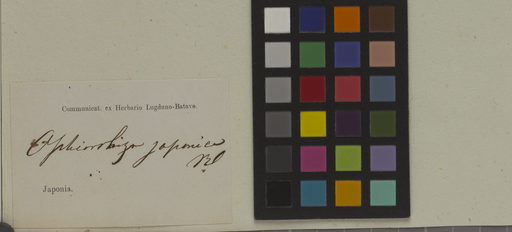 Communicat. ex Herbario Lugduno-Batavo.
Ophiorrhiza japonica
Bl
Japonia.